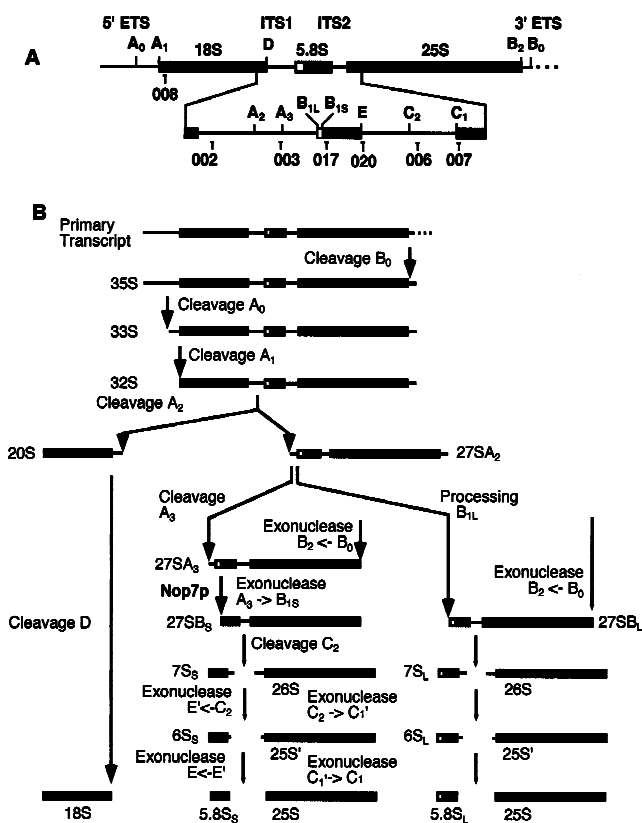 A
5' ETS ITS1 ITS2 3' ETS
A0 A1 18S D 5.8S 25S B2 B0
008
A2 A3 B1L B1S E C2 C1
002 003 017 020 006 007
B
Primary
Transcript
Cleavage B0
35S
Cleavage A0
33S
Cleavage A1
32S
Cleavage A2
20S 27SA2
Cleavage
A3
Exonuclease
B2 <- B0
Processing
B1L
27SA3
Nop7p
Exonuclease
A3 -> B1S
Exonuclease
B2 <- B0
Cleavage D
27SBS 27SBL
Cleavage C2
7SS 26S 7SL 26S
Exonuclease
E'<-C2
Exonuclease
C2 -> C1'
6SS 25S' 6SL 25S'
Exonuclease
E<-E'
Exonuclease
C1'-> C1
18S 5.8SS 25S 5.8SL 25S